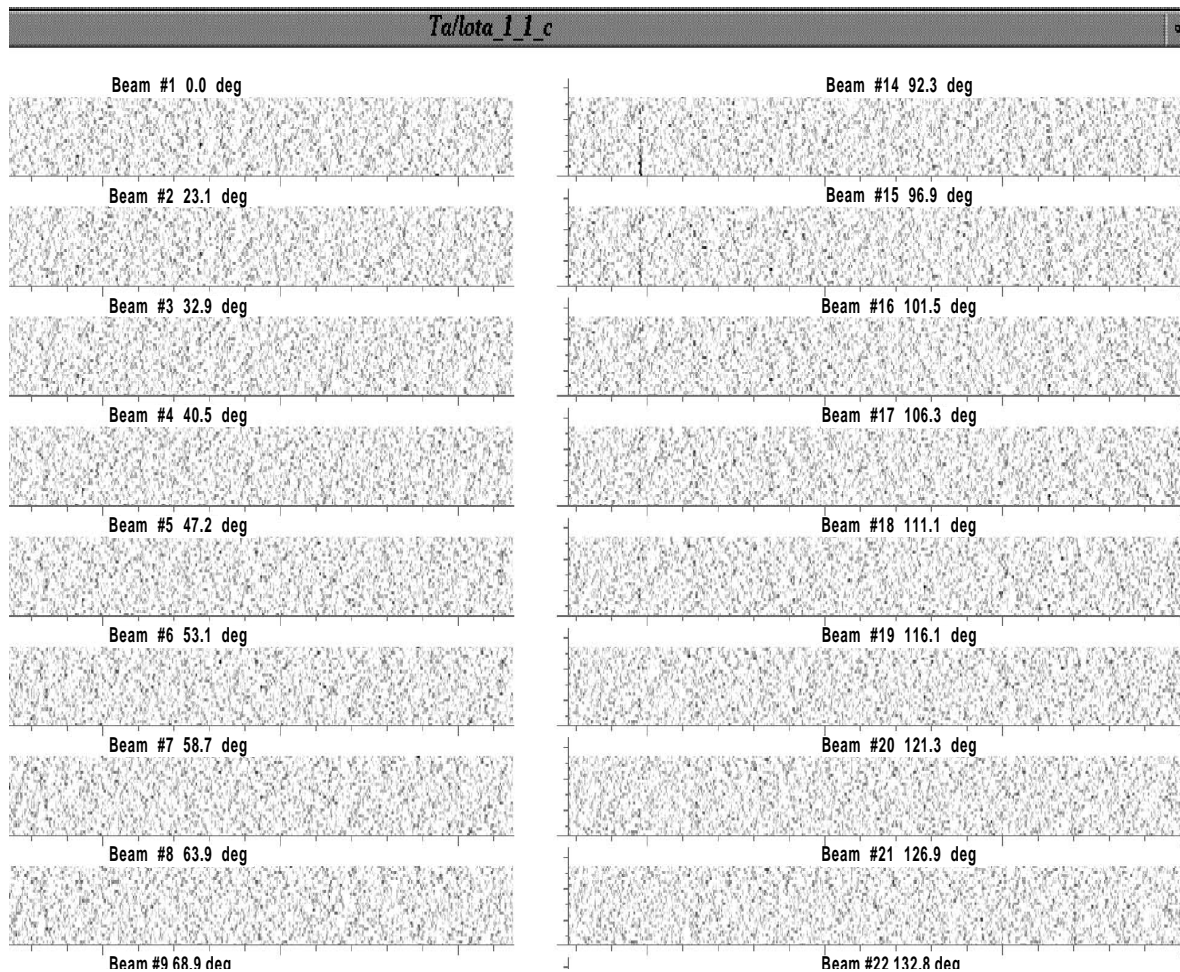 Ta/lota_1_1_c
Beam #1 0.0 deg
Beam #2 23.1 deg
Beam #3 32.9 deg
Beam #4 40.5 deg
Beam #5 47.2 deg
Beam #6 53.1 deg
Beam #7 58.7 deg
Beam #8 63.9 deg
Beam #9 68.9 deg
Beam #14 92.3 deg
Beam #15 96.9 deg
Beam #16 101.5 deg
Beam #17 106.3 deg
Beam #18 111.1 deg
Beam #19 116.1 deg
Beam #20 121.3 deg
Beam #21 126.9 deg
Beam #22 132.8 deg